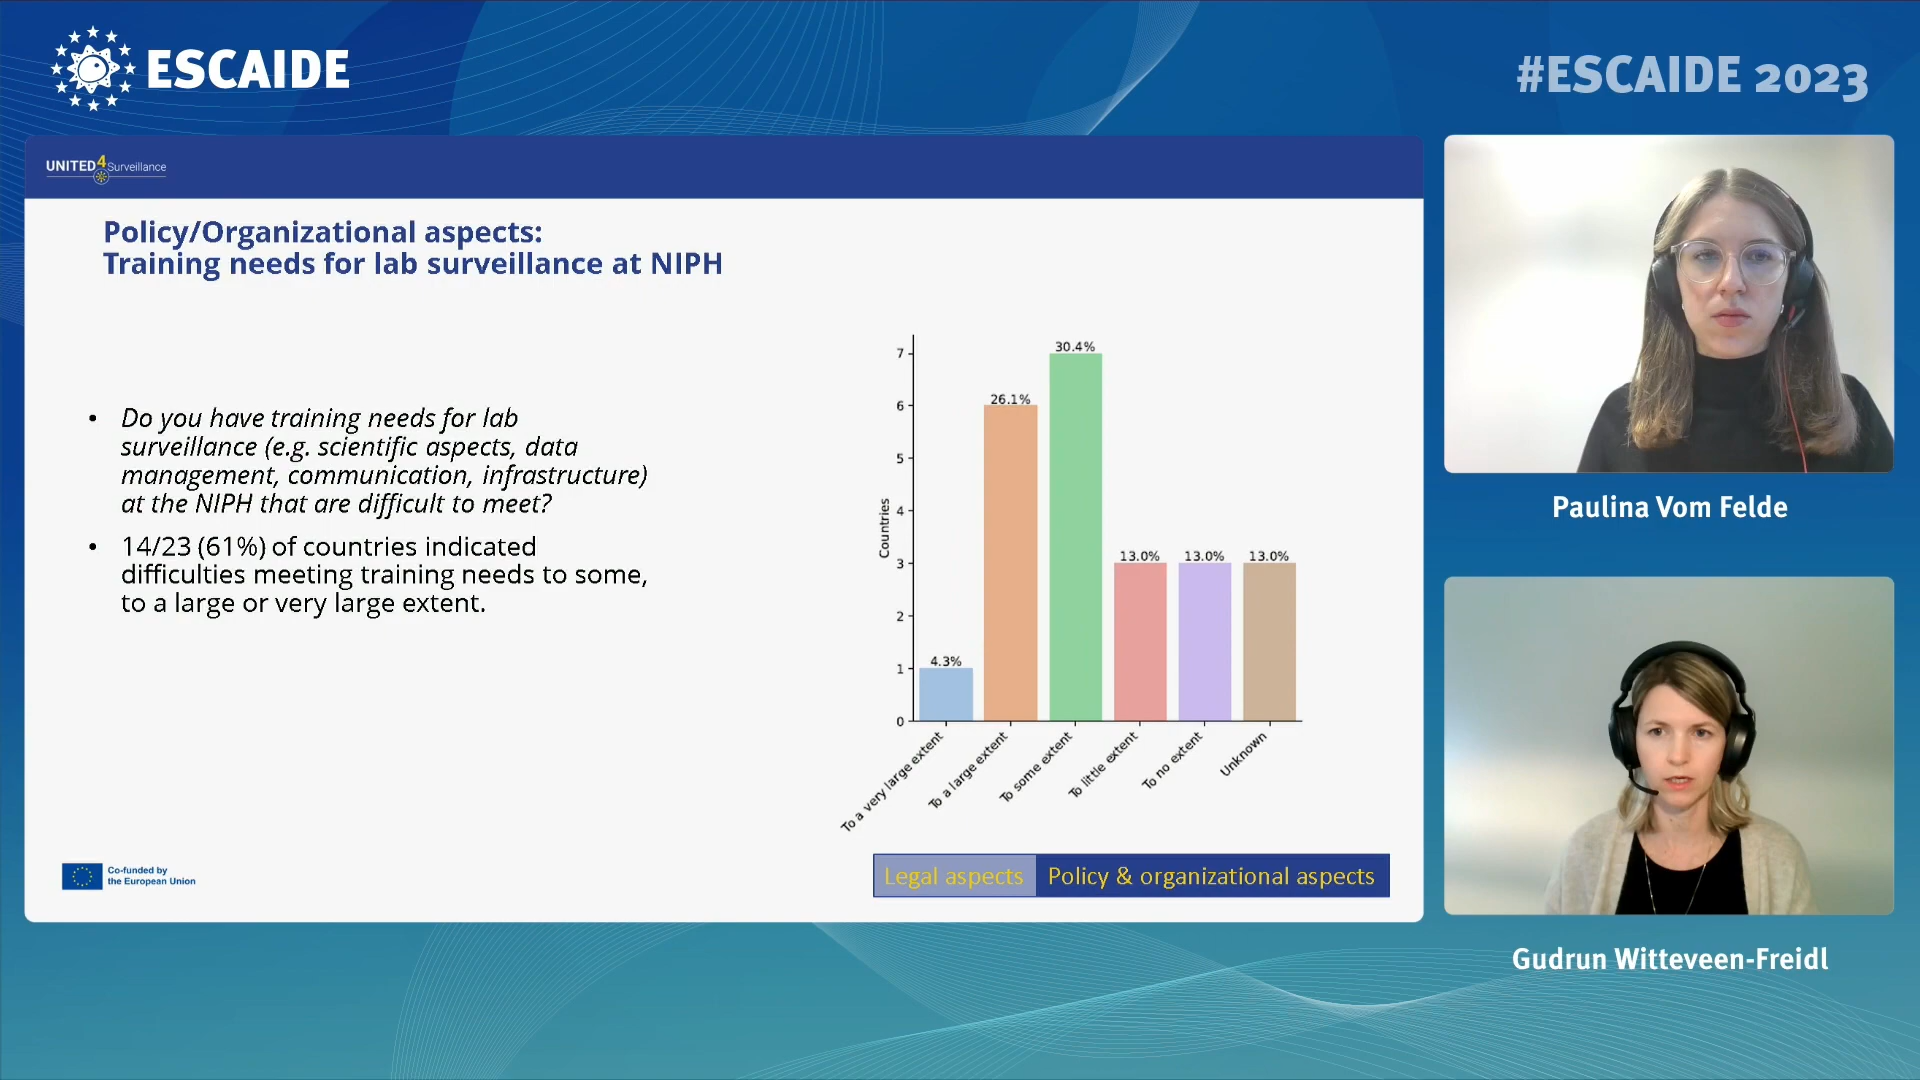 ESCAIDE
#ESCAIDE 2023
UNITED4Surveillance
Policy/Organizational aspects:
Training needs for lab surveillance at NIPH
• Do you have training needs for lab
surveillance (e.g. scientific aspects, data
management, communication, infrastructure)
at the NIPH that are difficult to meet?
• 14/23 (61%) of countries indicated
difficulties meeting training needs to some,
to a large or very large extent.
Countries
7
6
5
4
3
2
1
0
4.3%
26.1%
30.4%
13.0%
13.0%
13.0%
To a very large extent
To a large extent
To some extent
To little extent
To no extent
Unknown
Co-funded by
the European Union
Legal aspects
Policy & organizational aspects
Paulina Vom Felde
Gudrun Witteveen-Freidl